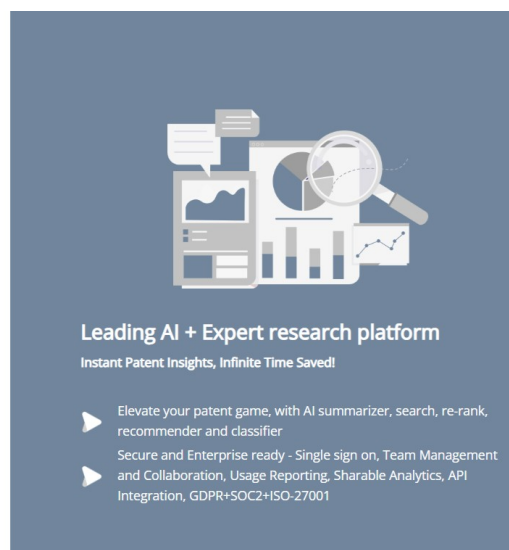 Leading AI + Expert research platform
Instant Patent Insights, Infinite Time Saved!
Elevate your patent game, with AI summarizer, search, re-rank,
recommender and classifier
Secure and Enterprise ready - Single sign on, Team Management
and Collaboration, Usage Reporting, Sharable Analytics, API
Integration, GDPR+SOC2+ISO-27001